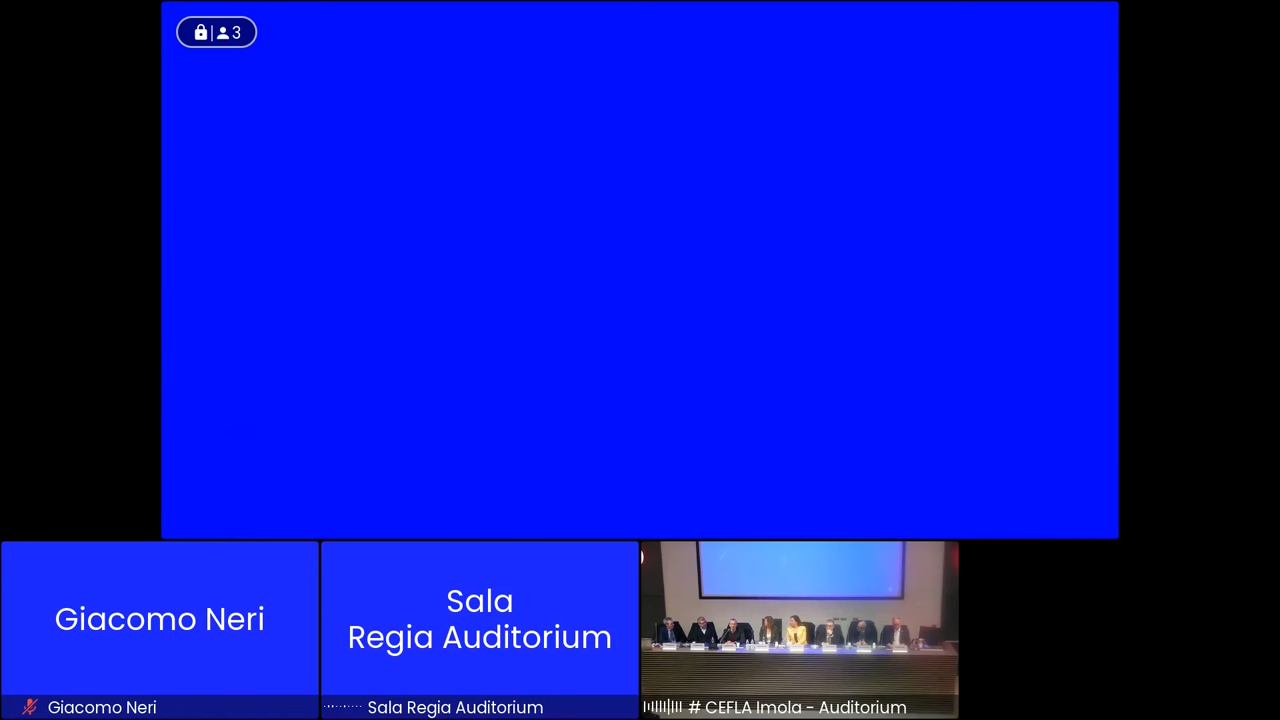 3
Giacomo Neri
Sala
Regia Auditorium
Giacomo Neri
Sala Regia Auditorium
# CEFLA Imola - Auditorium